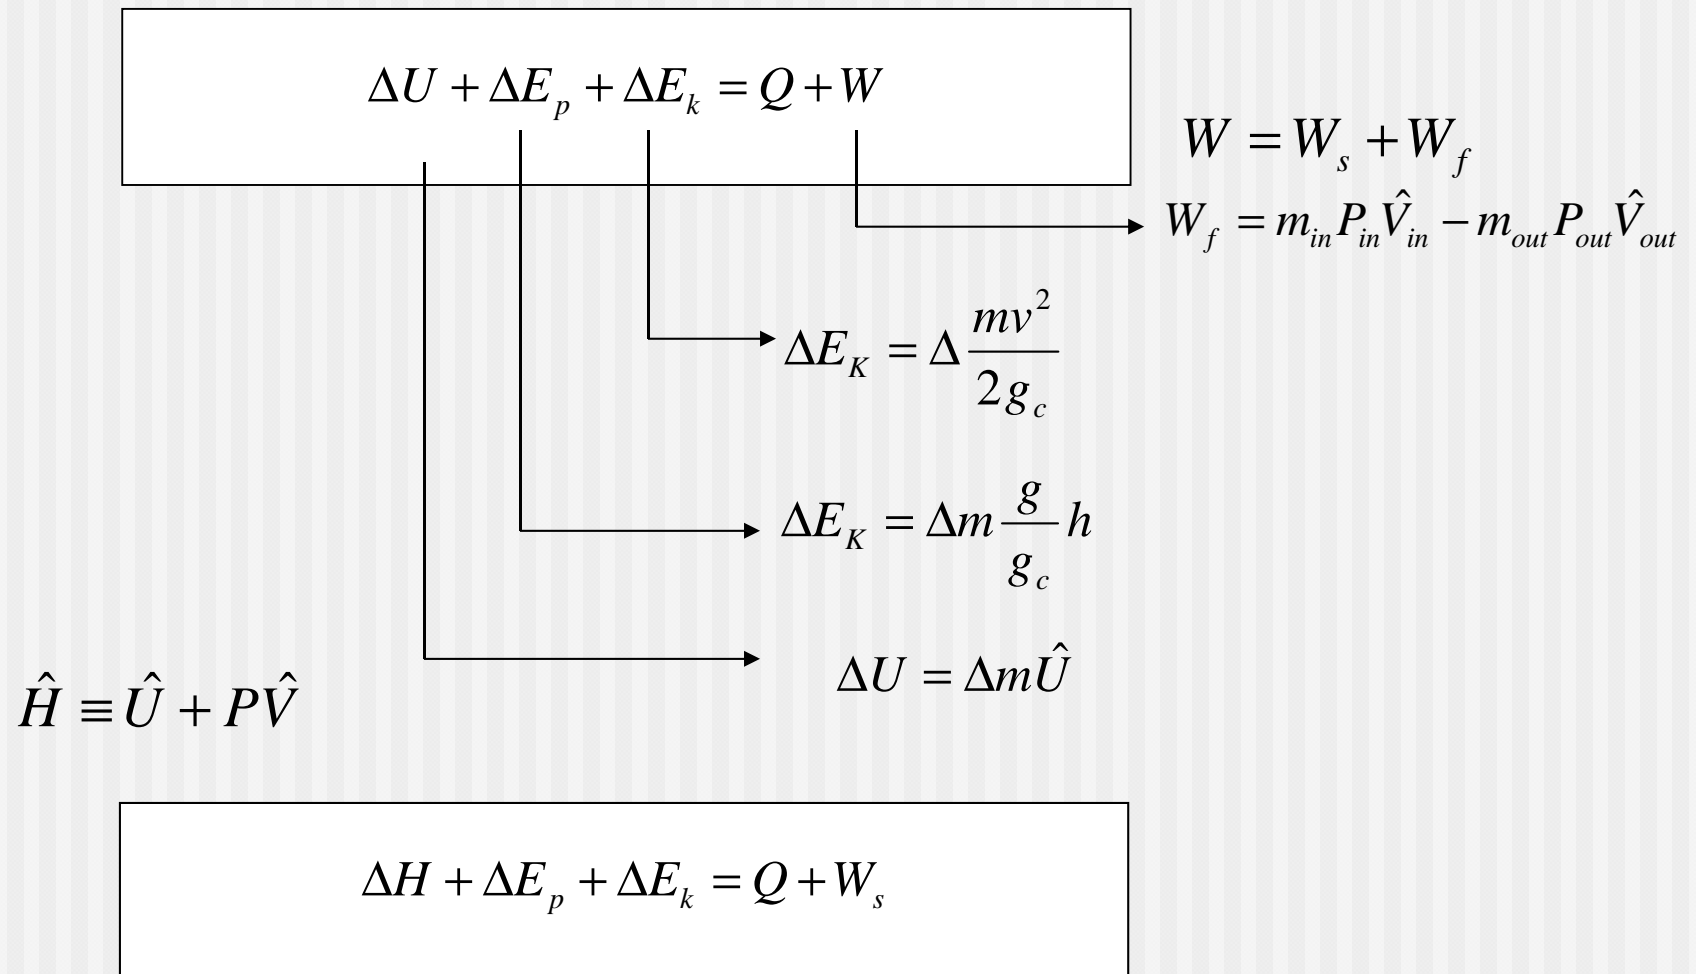 ΔU + ΔE_p + ΔE_k = Q + W
W = W_s + W_f
W_f = m_in P_in V̂_in − m_out P_out V̂_out
ΔE_K = Δ mv²/2g_c
ΔE_K = Δm g/g_c h
ΔU = ΔmÛ
Ĥ ≡ Û + PV̂
ΔH + ΔE_p + ΔE_k = Q + W_s